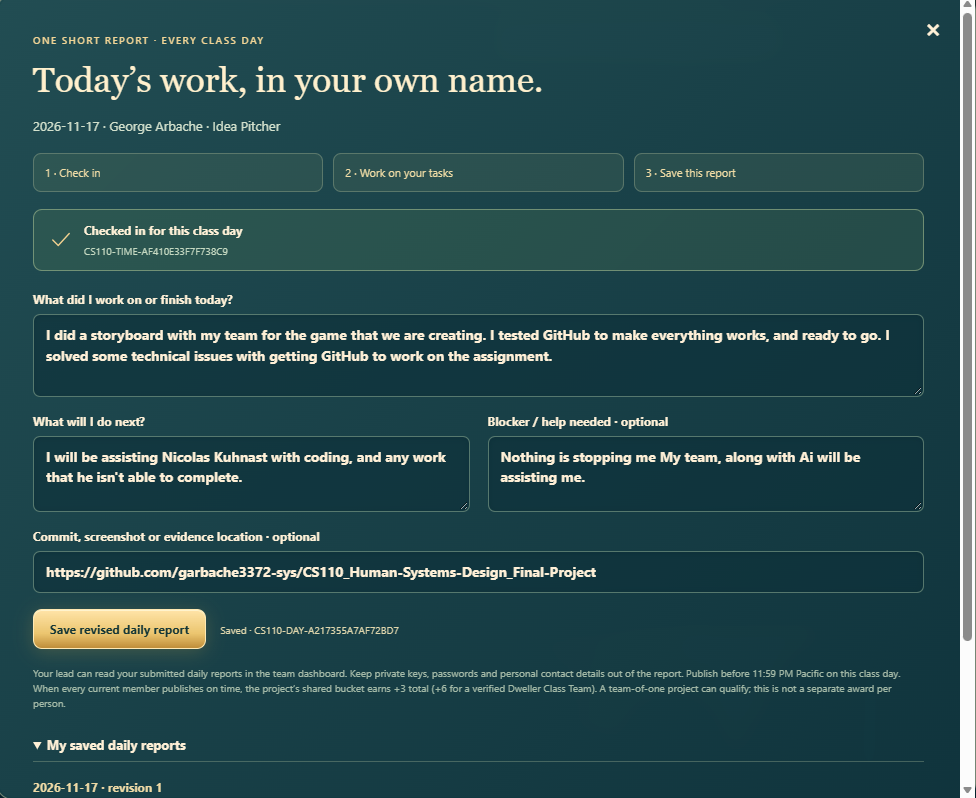 ONE SHORT REPORT · EVERY CLASS DAY
Today's work, in your own name.
2026-11-17 · George Arbache · Idea Pitcher
1 · Check in
2 · Work on your tasks
3 · Save this report
Checked in for this class day
CS110-TIME-AF410E33F7F738C9
What did I work on or finish today?
I did a storyboard with my team for the game that we are creating. I tested GitHub to make everything works, and ready to go. I
solved some technical issues with getting GitHub to work on the assignment.
What will I do next?
I will be assisting Nicolas Kuhnast with coding, and any work
that he isn't able to complete.
Blocker / help needed · optional
Nothing is stopping me My team, along with Ai will be
assisting me.
Commit, screenshot or evidence location · optional
https://github.com/garbache3372-sys/CS110_Human-Systems-Design_Final-Project
Save revised daily report
Saved · CS110-DAY-A217355A7AF72BD7
Your lead can read your submitted daily reports in the team dashboard. Keep private keys, passwords and personal contact details out of the report. Publish before 11:59 PM Pacific on this class day.
When every current member publishes on time, the project's shared bucket earns +3 total (+6 for a verified Dweller Class Team). A team-of-one project can qualify; this is not a separate award per
person.
▼ My saved daily reports
2026-11-17 · revision 1